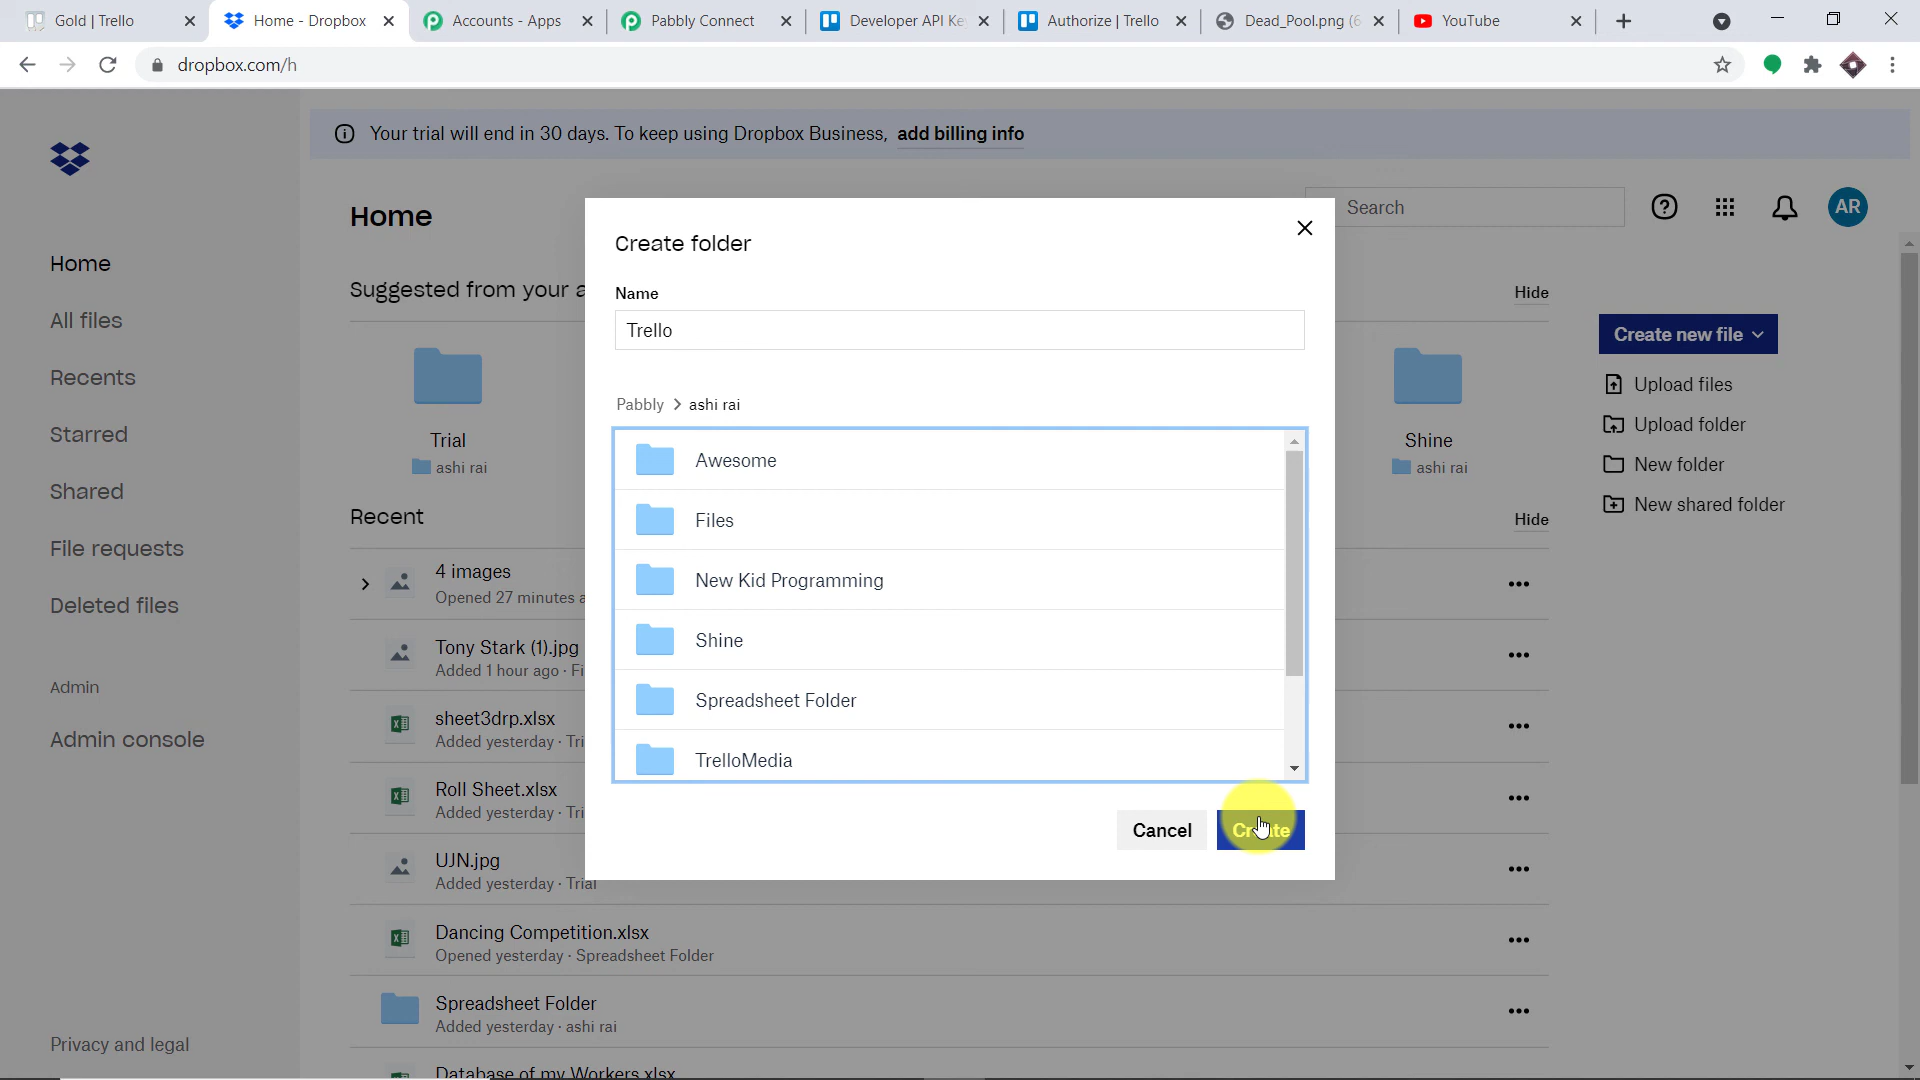 Gold | Trello
Home - Dropbox
Accounts - Apps
Pabbly Connect
Developer API Ke
Authorize | Trello
Dead_Pool.png (6
YouTube
dropbox.com/h
Your trial will end in 30 days. To keep using Dropbox Business, add billing info
Home
Search
AR
Home
All files
Recents
Starred
Shared
File requests
Deleted files
Admin
Admin console
Privacy and legal
Suggested from your a
Hide
Trial
ashi rai
Shine
ashi rai
Recent
Hide
4 images
Opened 27 minutes a
Tony Stark (1).jpg
Added 1 hour ago · Fi
sheet3drp.xlsx
Added yesterday · Tri
Roll Sheet.xlsx
Added yesterday · Tri
UJN.jpg
Added yesterday · Trial
Dancing Competition.xlsx
Opened yesterday · Spreadsheet Folder
Spreadsheet Folder
Added yesterday · ashi rai
Database of my Workers.xlsx
Create new file
Upload files
Upload folder
New folder
New shared folder
Create folder
Name
Trello
Pabbly > ashi rai
Awesome
Files
New Kid Programming
Shine
Spreadsheet Folder
TrelloMedia
Cancel
Create